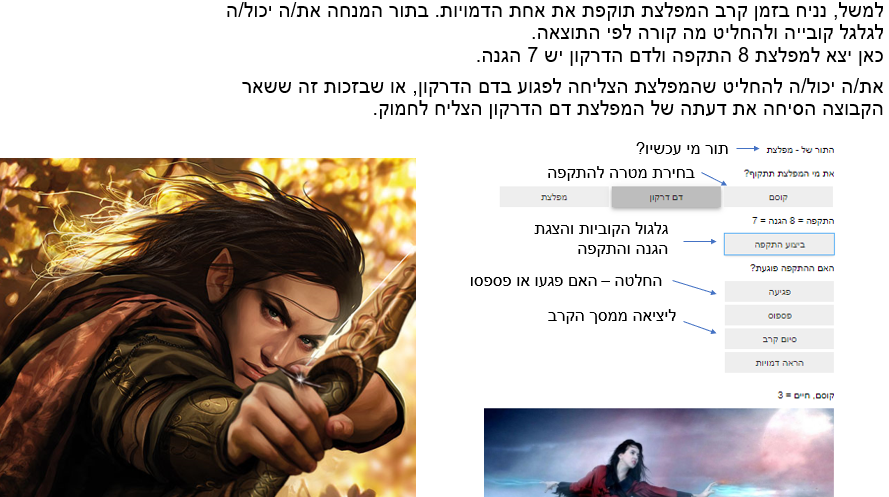 למשל, נניח בזמן קרב המפלצת תוקפת את אחת הדמויות. בתור המנחה את/ה יכול/ה
לגלגל קובייה ולהחליט מה קורה לפי התוצאה.
כאן יצא למפלצת 8 התקפה ולדם הדרקון יש 7 הגנה.
את/ה יכול/ה להחליט שהמפלצת הצליחה לפגוע בדם הדרקון, או שבזכות זה ששאר
הקבוצה הסיחה את דעתה של המפלצת דם הדרקון הצליח לחמוק.
התור של - מפלצת
תור מי עכשיו?
את מי המפלצת תתקוף?
בחירת מטרה להתקפה
קוסם דם דרקון מפלצת
התקפה = 8 הגנה = 7
גלגול הקוביות והצגת
הגנה והתקפה
ביצוע התקפה
האם ההתקפה פוגעת?
החלטה – האם פגעו או פספסו
פגיעה
פספוס
ליציאה ממסך הקרב
סיום קרב
הראה דמויות
קוסם, חיים = 3